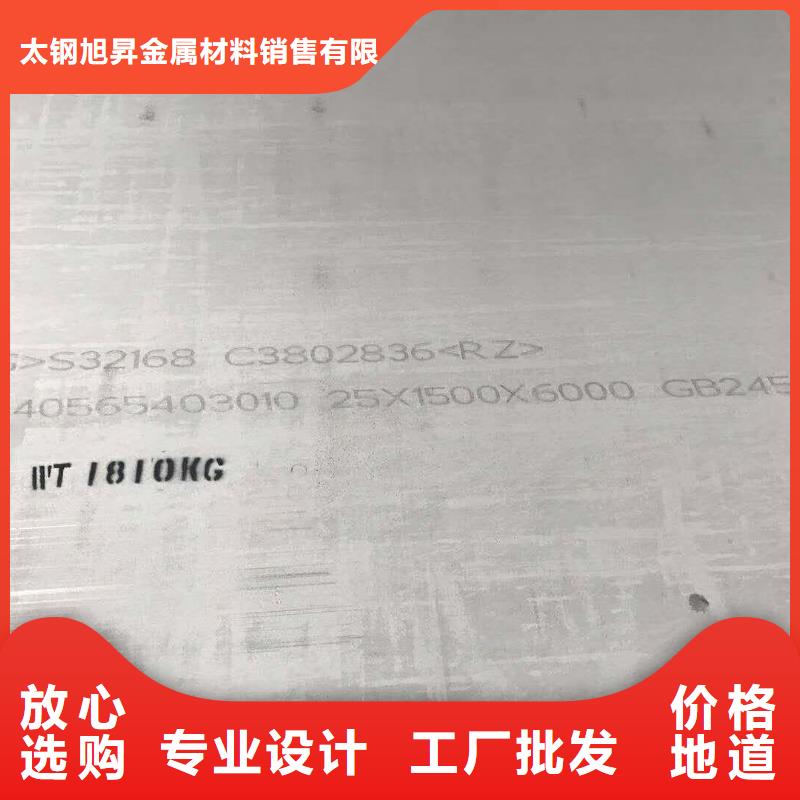 太钢旭昇金属材料销售有限
G>S32168 C3802836<RZ>
40565403010 25X1500X6000 GB245
WT 1810KG
放心
选购
专业设计
工厂批发
价格
地道